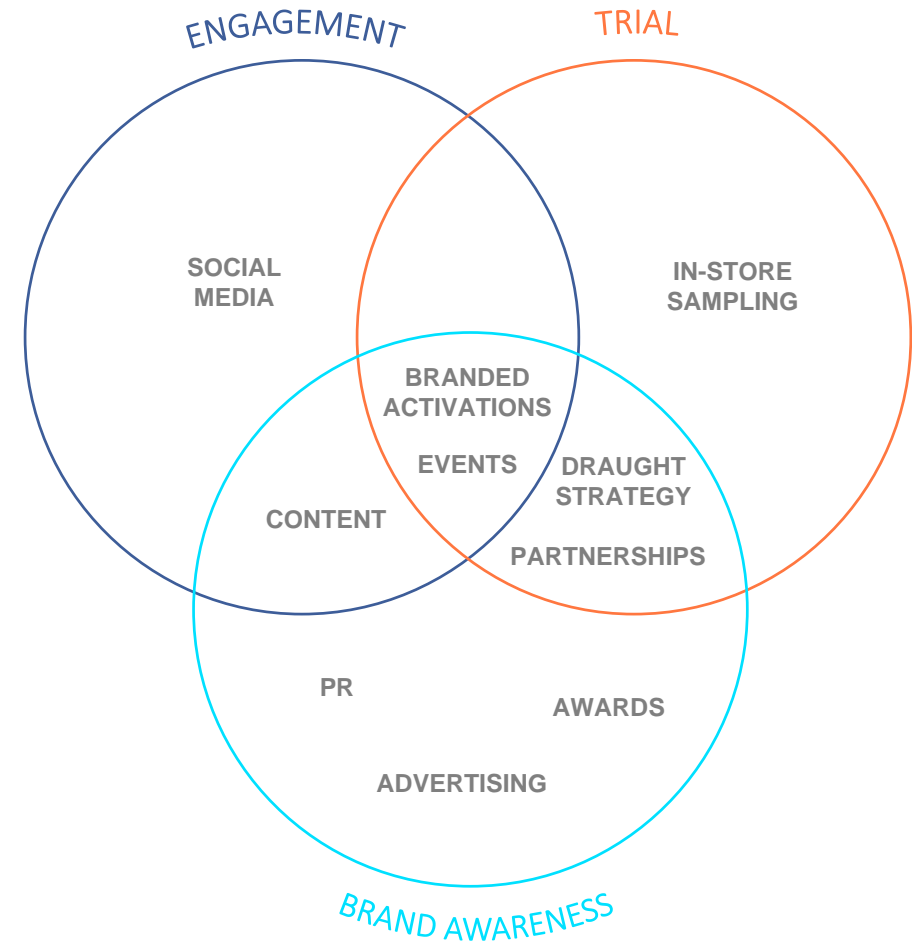 ENGAGEMENT
TRIAL
SOCIAL
MEDIA
IN-STORE
SAMPLING
BRANDED
ACTIVATIONS
EVENTS
DRAUGHT
STRATEGY
CONTENT
PARTNERSHIPS
PR
AWARDS
ADVERTISING
BRAND AWARENESS